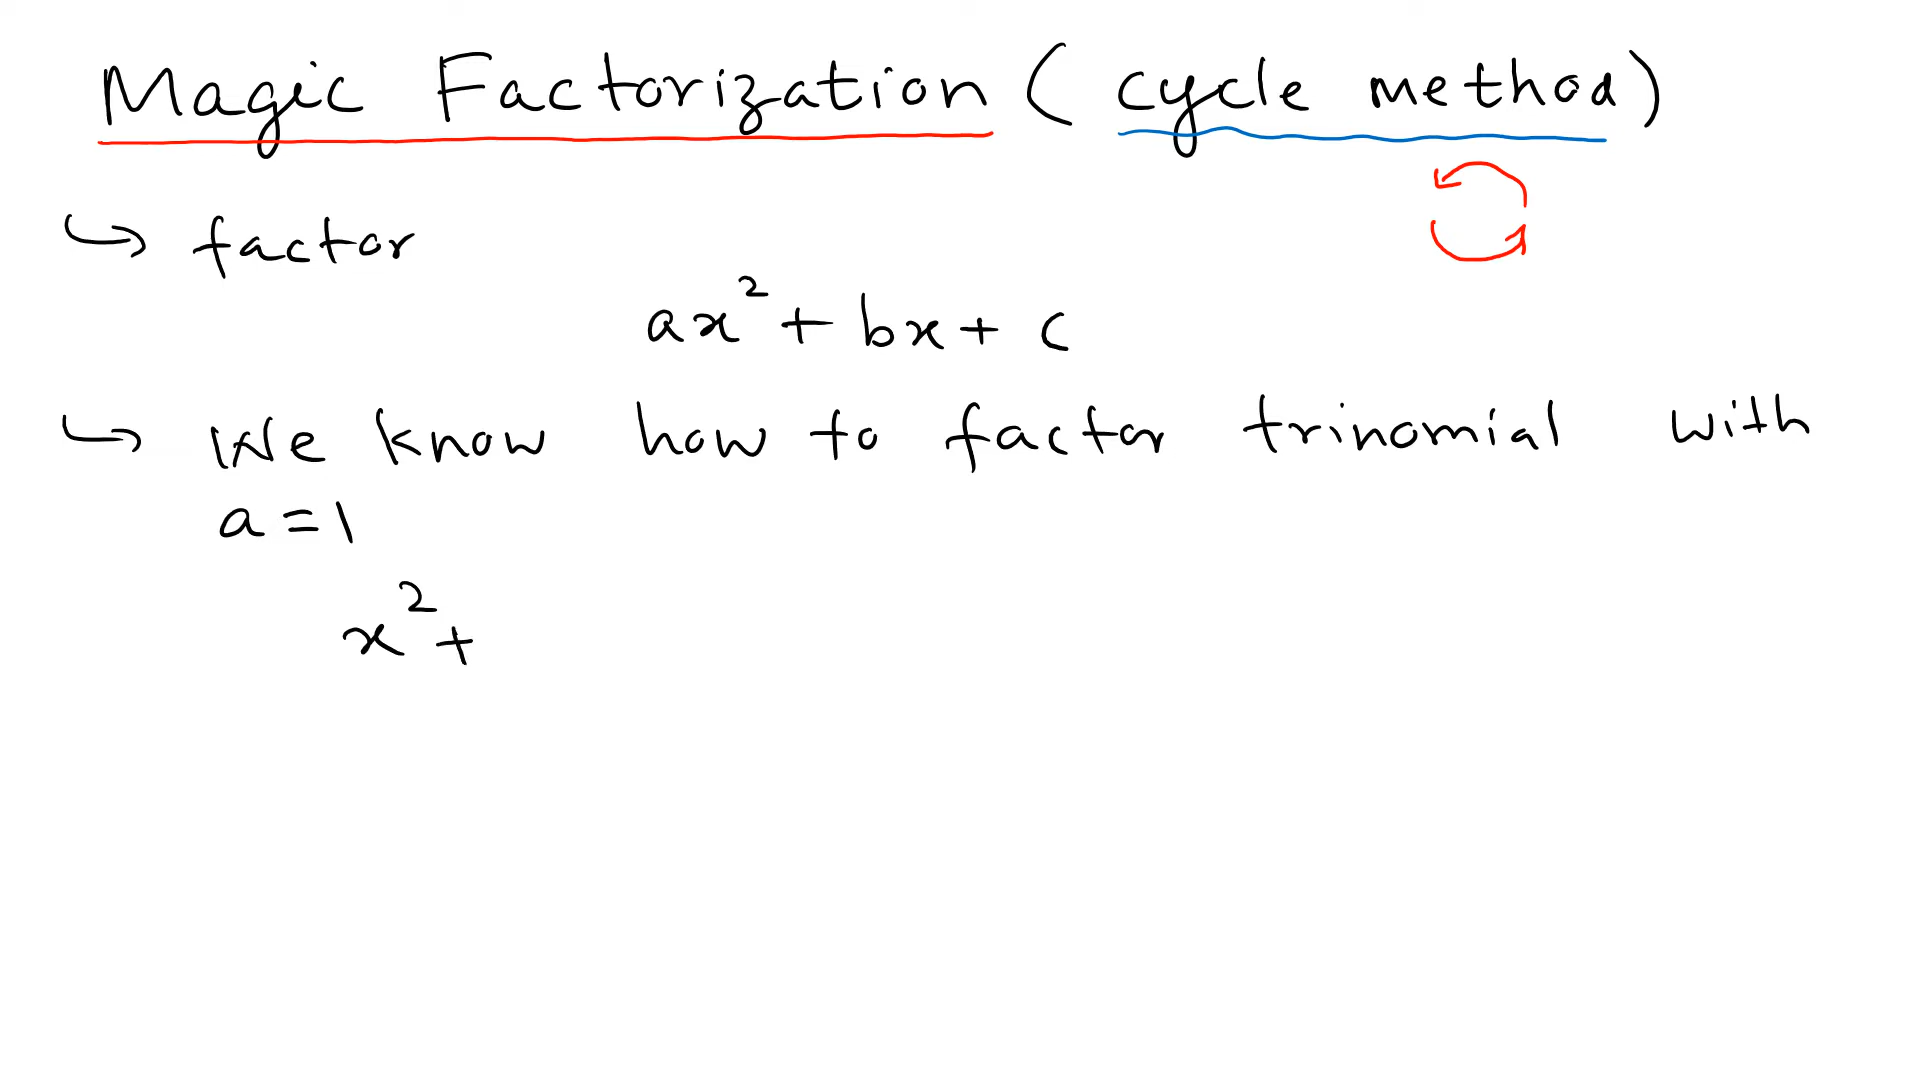 Magic Factorization (cycle method)
↪ factor
ax² + bx + c
↪ We know how to factor trinomial with
a = 1
x² +